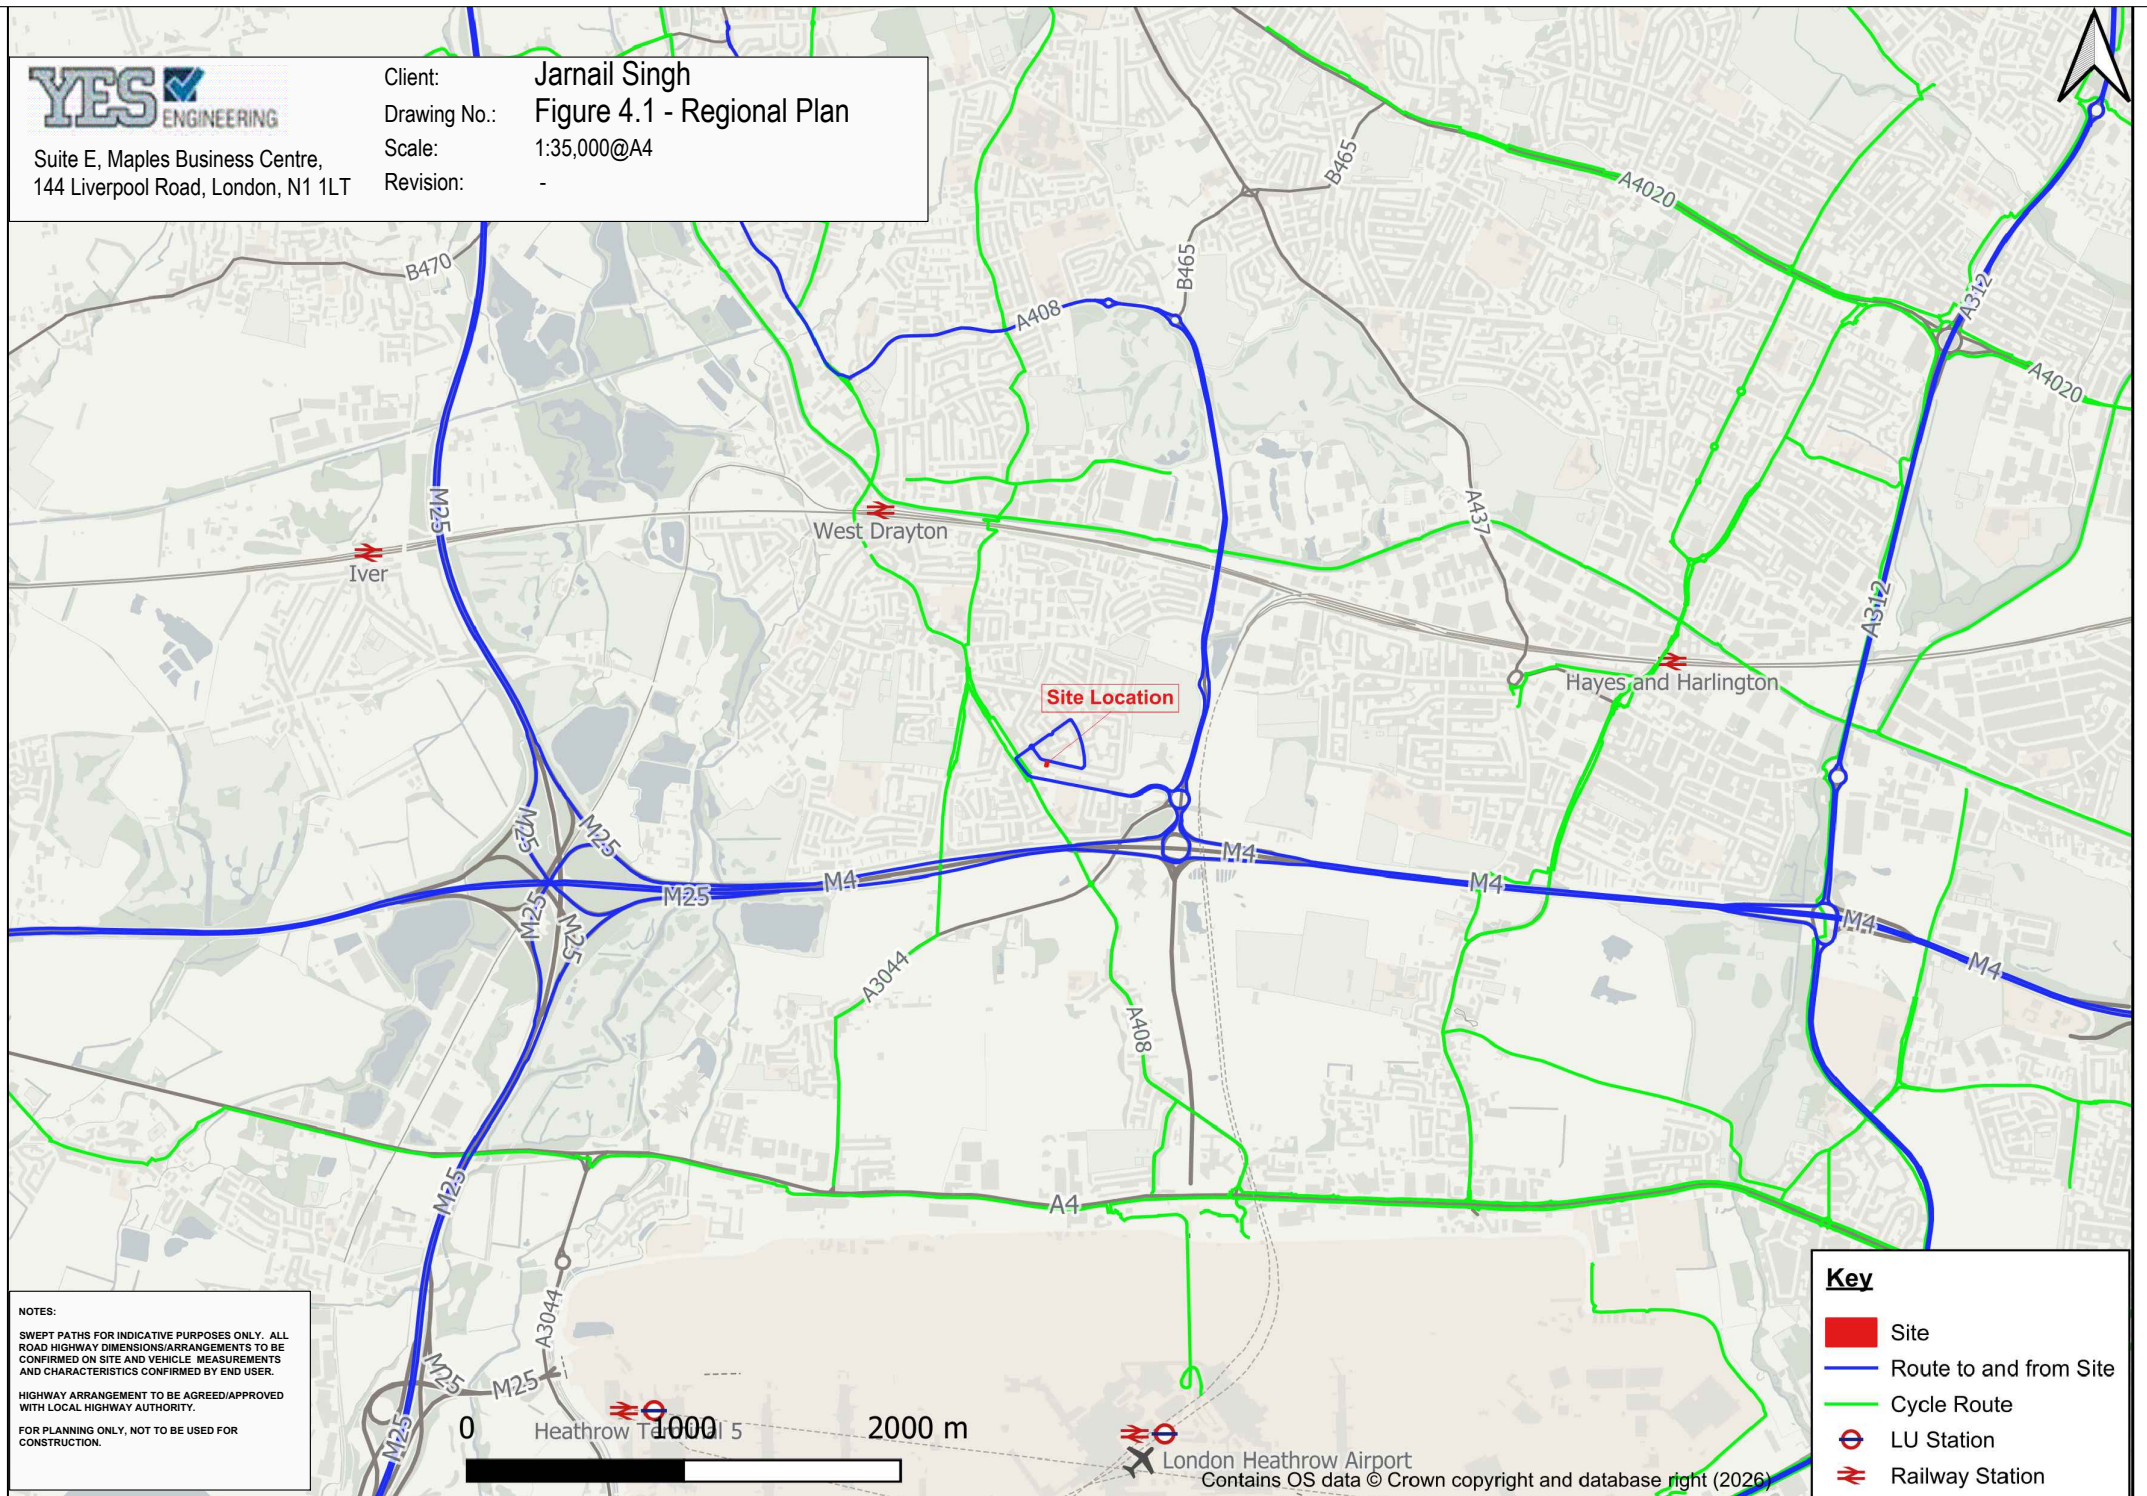 YES
ENGINEERING
Suite E, Maples Business Centre,
144 Liverpool Road, London, N1 1LT
Client: Jarnail Singh
Drawing No.: Figure 4.1 - Regional Plan
Scale: 1:35,000@A4
Revision: -
B465
A4020
B470
B465
A312
A408
A4020
M25
A437
West Drayton
Iver
A312
Hayes and Harlington
Site Location
M25
M25
M4
M4
M4
M25
M25
M25
M4
M4
A3044
A408
M25
A4
A3044
M25
M25
M25
Heathrow Terminal 5
London Heathrow Airport
0 1000 2000 m
Contains OS data © Crown copyright and database right (2026)
NOTES:
SWEPT PATHS FOR INDICATIVE PURPOSES ONLY. ALL
ROAD HIGHWAY DIMENSIONS/ARRANGEMENTS TO BE
CONFIRMED ON SITE AND VEHICLE MEASUREMENTS
AND CHARACTERISTICS CONFIRMED BY END USER.
HIGHWAY ARRANGEMENT TO BE AGREED/APPROVED
WITH LOCAL HIGHWAY AUTHORITY.
FOR PLANNING ONLY, NOT TO BE USED FOR
CONSTRUCTION.
Key
Site
Route to and from Site
Cycle Route
LU Station
Railway Station